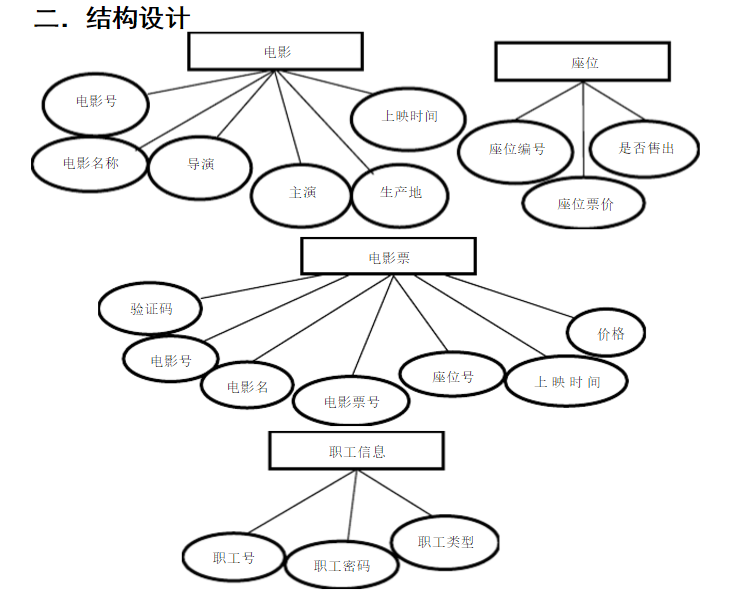 二．结构设计
电影
电影号
上映时间
电影名称
导演
主演
生产地
座位
座位编号
是否售出
座位票价
电影票
验证码
电影号
电影名
电影票号
座位号
上映时间
价格
职工信息
职工号
职工密码
职工类型